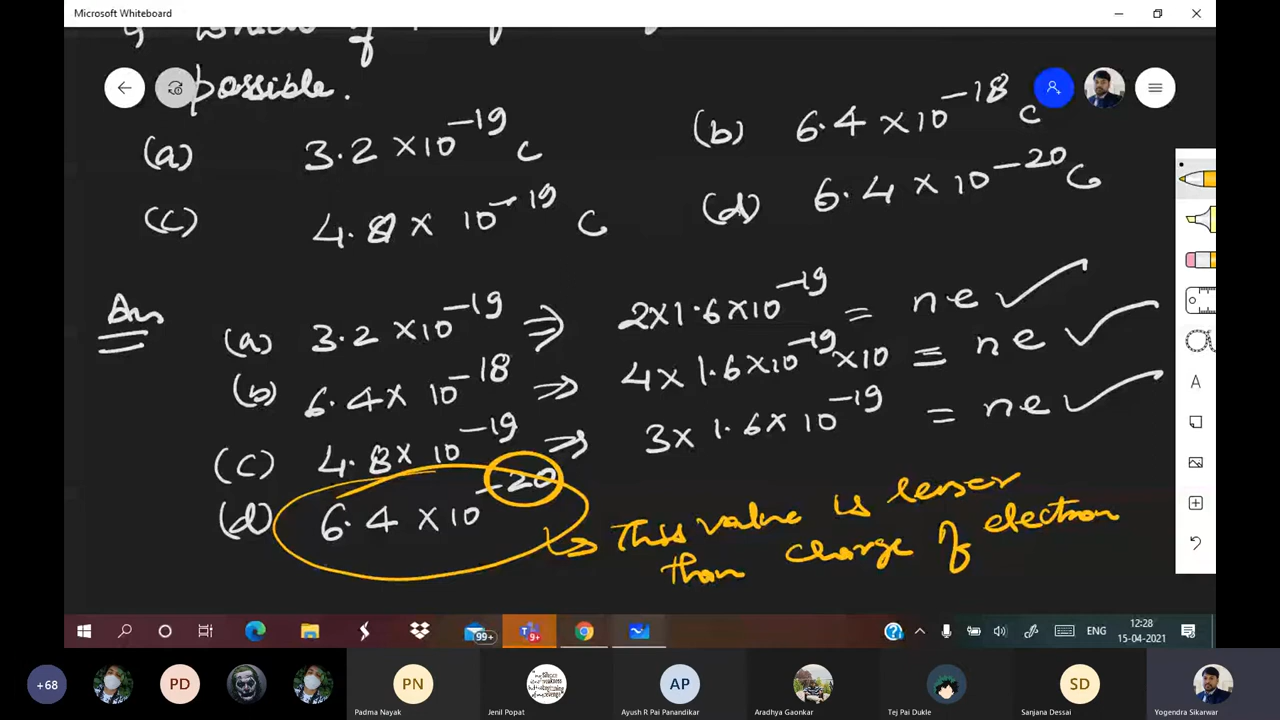 Microsoft Whiteboard
possible.
(a) 3.2 ×10⁻¹⁹ C (b) 6.4 ×10⁻¹⁸ C
(c) 4.8 × 10⁻¹⁹ C (d) 6.4 × 10⁻²⁰ C
Ans
(a) 3.2 ×10⁻¹⁹ ⇒ 2×1.6×10⁻¹⁹ = ne ✓
(b) 6.4× 10⁻¹⁸ ⇒ 4× 1.6×10⁻¹⁹×10 = ne ✓
(c) 4.8× 10⁻¹⁹ ⇒ 3× 1.6× 10⁻¹⁹ = ne ✓
(d) 6.4 ×10⁻²⁰ → This value is lesser
than charge of electron
A
99+
9+
?
ENG
12:28
15-04-2021
+68
PD
PN
AP
SD
Padma Nayak
Jenil Popat
Ayush R Pai Panandikar
Aradhya Gaonkar
Tej Pai Dukle
Sanjana Dessai
Yogendra Sikarwar